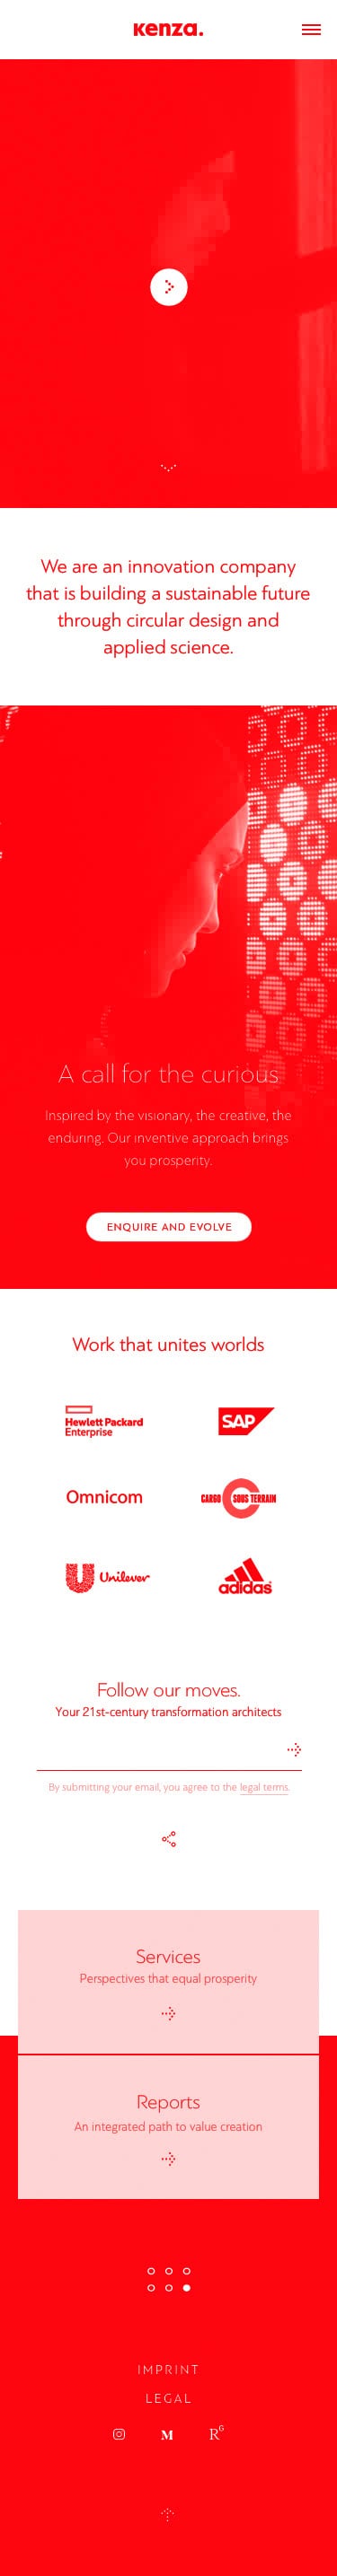 kenza.
We are an innovation company
that is building a sustainable future
through circular design and
applied science.
A call for the curious
Inspired by the visionary, the creative, the
enduring. Our inventive approach brings
you prosperity.
ENQUIRE AND EVOLVE
Work that unites worlds
Hewlett Packard
Enterprise
SAP
Omnicom
CARGO SOUS TERRAIN
Unilever
adidas
Follow our moves.
Your 21st-century transformation architects
By submitting your email, you agree to the legal terms.
Services
Perspectives that equal prosperity
Reports
An integrated path to value creation
IMPRINT
LEGAL
M
RG